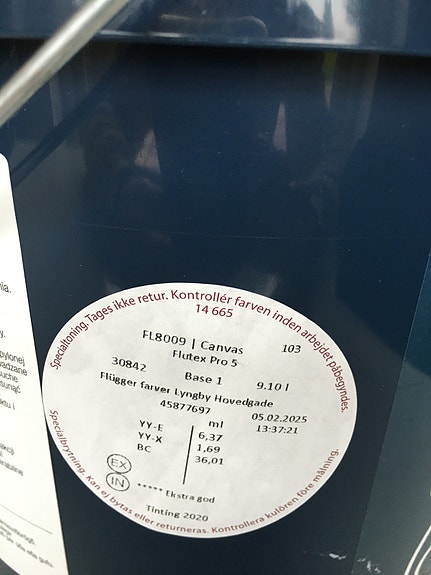 Specialtoning. Tages ikke retur. Kontrollér farven inden arbejdet påbegyndes.
14 665
FL8009 | Canvas 103
Flutex Pro 5
30842 Base 1 9.10 l
Flügger farver Lyngby Hovedgade
45877697 05.02.2025
13:37:21
ml
YY-E 6,37
YY-X 1,69
BC 36,01
EX
IN
***** Ekstra god
Tinting 2020
Specialbrytning. Kan ej bytas eller returneras. Kontrollera kulören före målning.